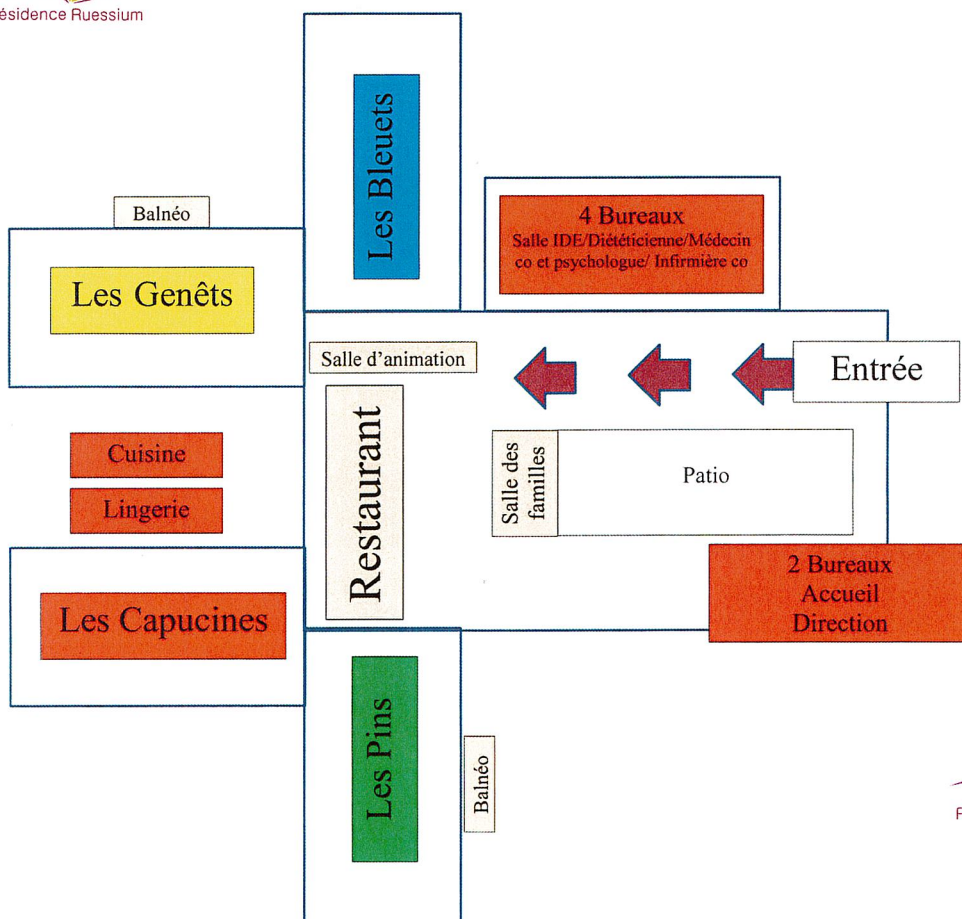 ésidence Ruessium
Les Bleuets
Balnéo
4 Bureaux
Salle IDE/Diététicienne/Médecin
co et psychologue/ Infirmière co
Les Genêts
Salle d'animation
Entrée
Restaurant
Salle des
familles
Patio
Cuisine
Lingerie
2 Bureaux
Accueil
Direction
Les Capucines
Les Pins
Balnéo